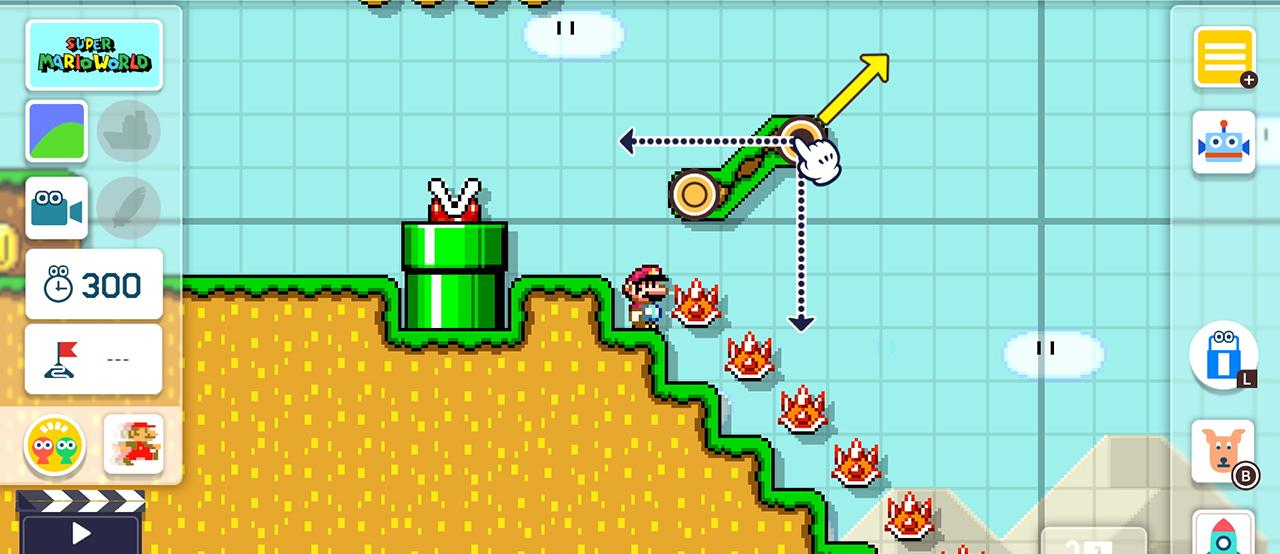 SUPER
MARIO WORLD
300
---
L
B